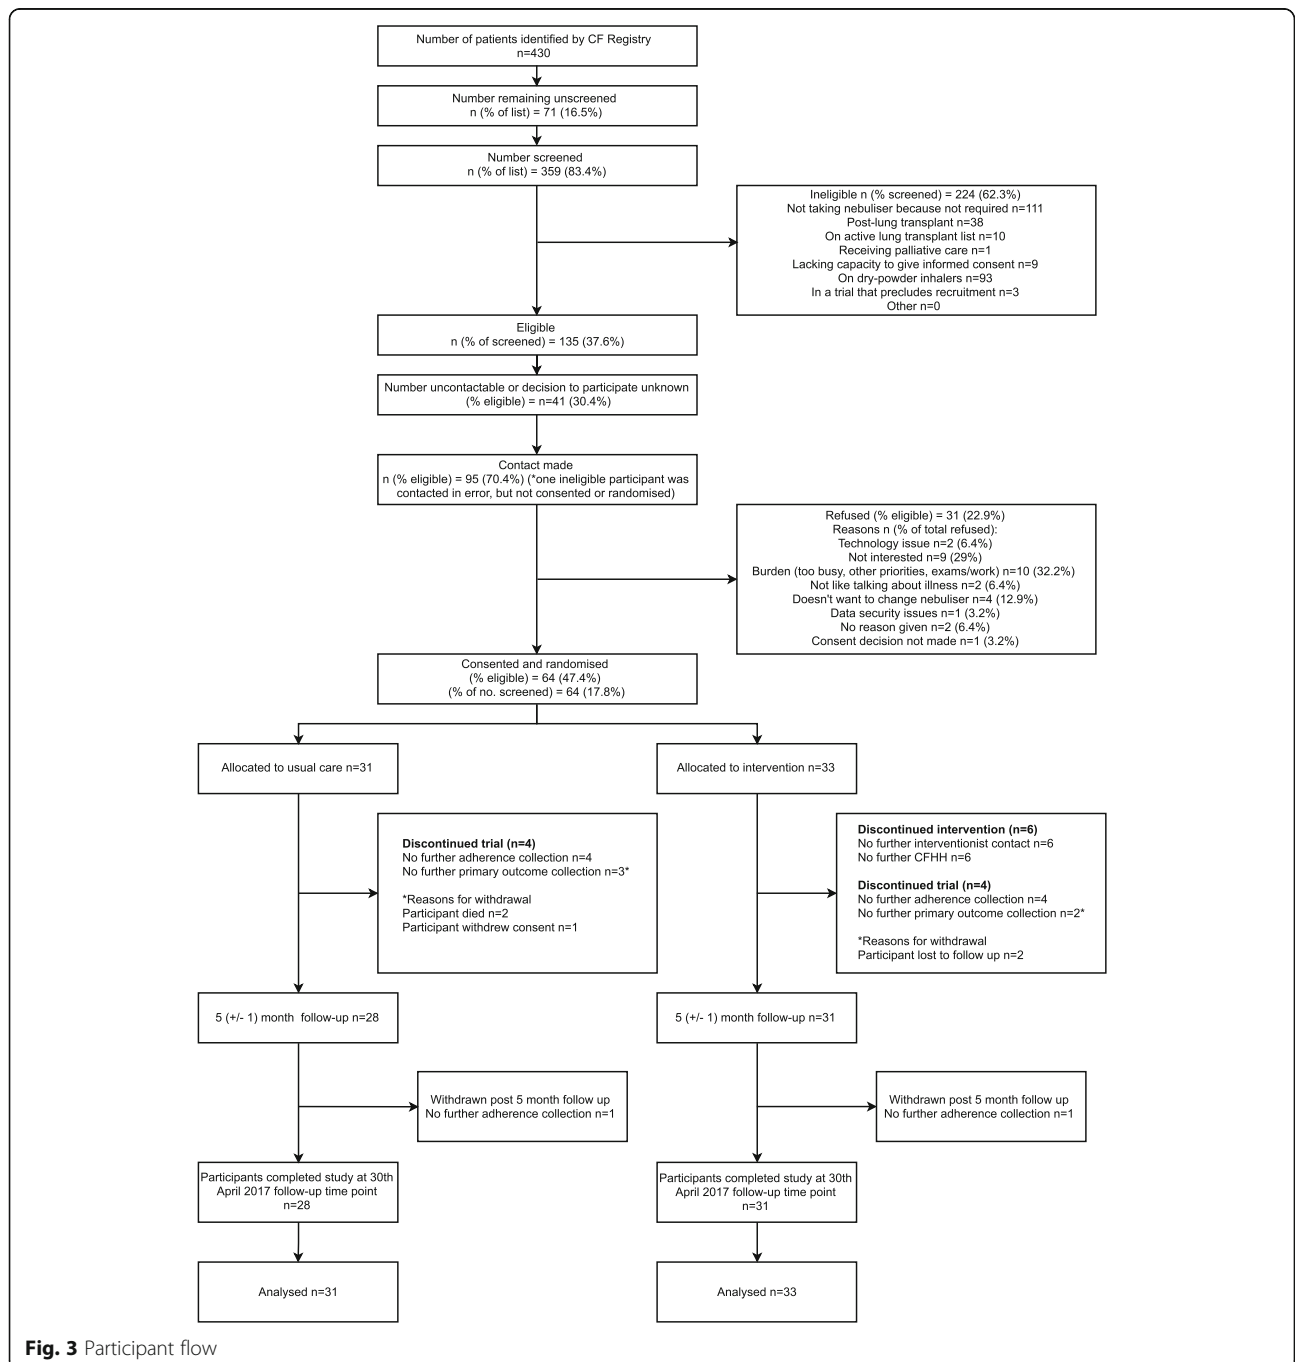 Number of patients identified by CF Registry
n=430
Number remaining unscreened
n (% of list) = 71 (16.5%)
Number screened
n (% of list) = 359 (83.4%)
Ineligible n (% screened) = 224 (62.3%)
Not taking nebuliser because not required n=111
Post-lung transplant n=38
On active lung transplant list n=10
Receiving palliative care n=1
Lacking capacity to give informed consent n=9
On dry-powder inhalers n=93
In a trial that precludes recruitment n=3
Other n=0
Eligible
n (% of screened) = 135 (37.6%)
Number uncontactable or decision to participate unknown
(% eligible) = n=41 (30.4%)
Contact made
n (% eligible) = 95 (70.4%) (*one ineligible participant was
contacted in error, but not consented or randomised)
Refused (% eligible) = 31 (22.9%)
Reasons n (% of total refused):
Technology issue n=2 (6.4%)
Not interested n=9 (29%)
Burden (too busy, other priorities, exams/work) n=10 (32.2%)
Not like talking about illness n=2 (6.4%)
Doesn't want to change nebuliser n=4 (12.9%)
Data security issues n=1 (3.2%)
No reason given n=2 (6.4%)
Consent decision not made n=1 (3.2%)
Consented and randomised
(% eligible) = 64 (47.4%)
(% of no. screened) = 64 (17.8%)
Allocated to usual care n=31
Allocated to intervention n=33
Discontinued trial (n=4)
No further adherence collection n=4
No further primary outcome collection n=3*
*Reasons for withdrawal
Participant died n=2
Participant withdrew consent n=1
Discontinued intervention (n=6)
No further interventionist contact n=6
No further CFHH n=6
Discontinued trial (n=4)
No further adherence collection n=4
No further primary outcome collection n=2*
*Reasons for withdrawal
Participant lost to follow up n=2
5 (+/- 1) month follow-up n=28
5 (+/- 1) month follow-up n=31
Withdrawn post 5 month follow up
No further adherence collection n=1
Withdrawn post 5 month follow up
No further adherence collection n=1
Participants completed study at 30th
April 2017 follow-up time point
n=28
Participants completed study at 30th
April 2017 follow-up time point
n=31
Analysed n=31
Analysed n=33
Fig. 3 Participant flow